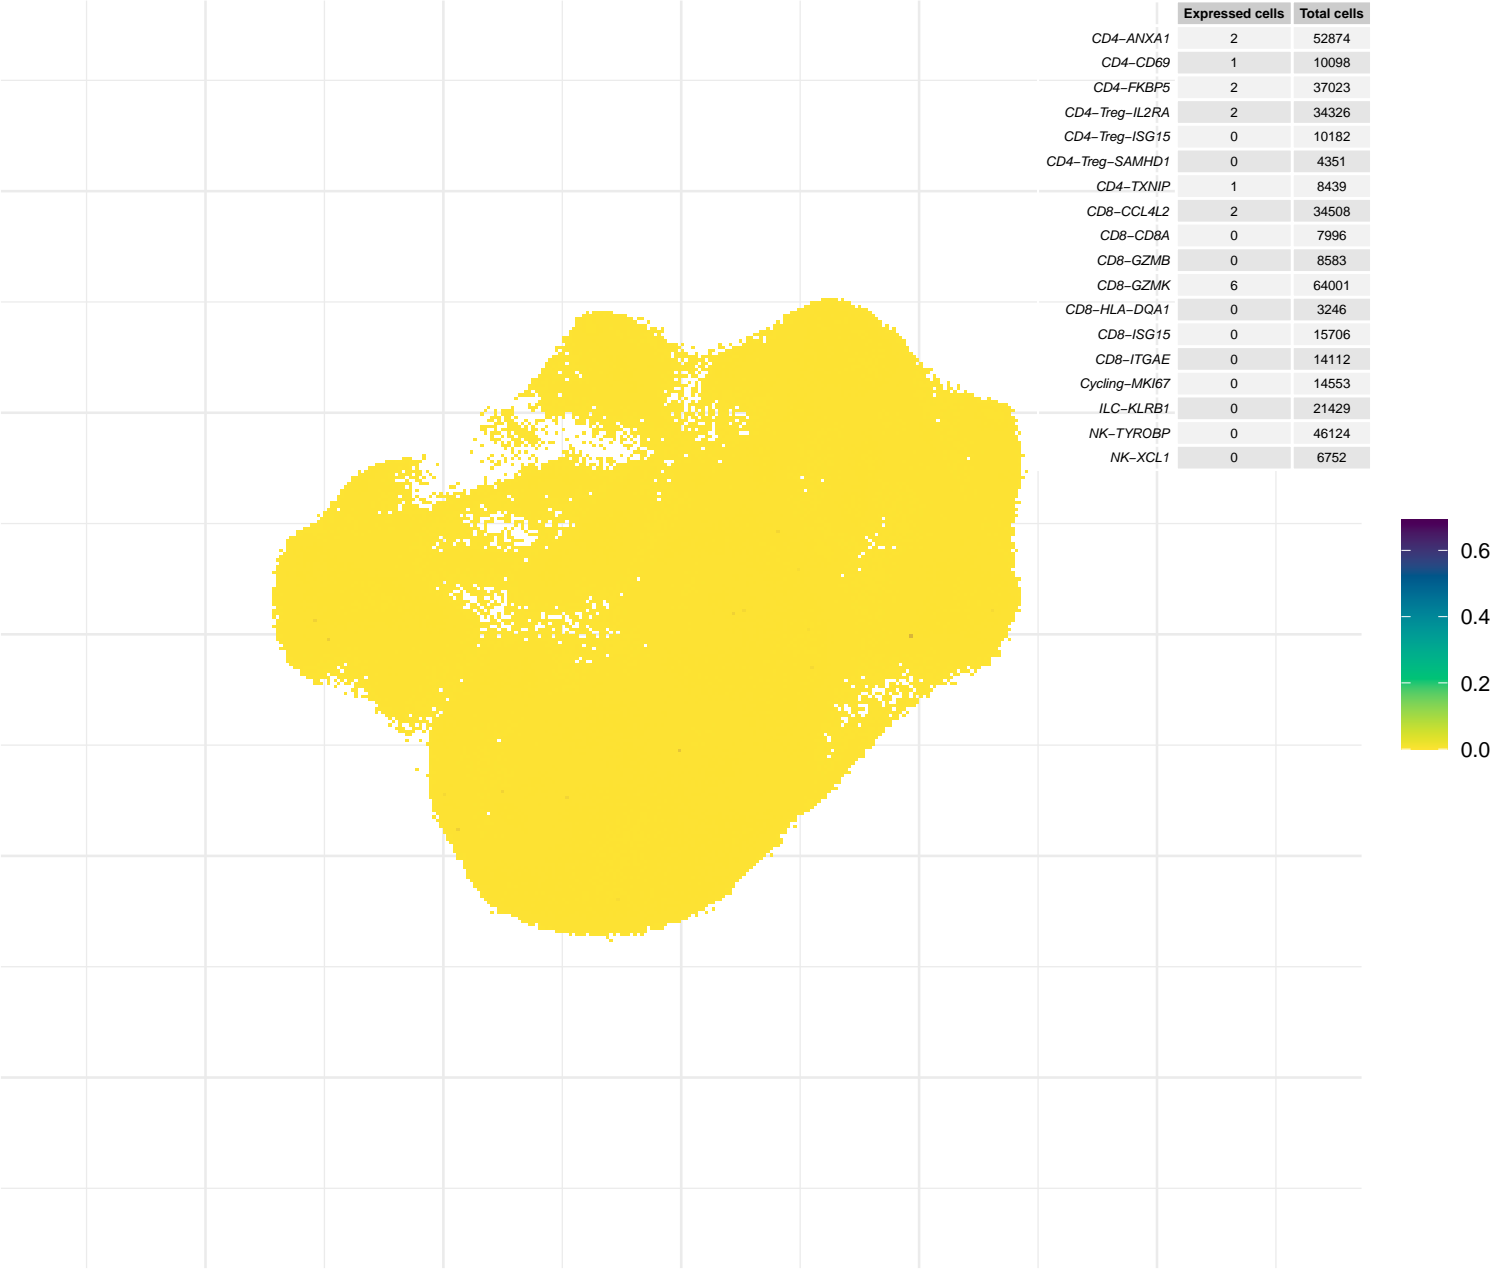 Expressed cells Total cells
CD4−ANXA1 2 52874
CD4−CD69 1 10098
CD4−FKBP5 2 37023
CD4−Treg−IL2RA 2 34326
CD4−Treg−ISG15 0 10182
CD4−Treg−SAMHD1 0 4351
CD4−TXNIP 1 8439
CD8−CCL4L2 2 34508
CD8−CD8A 0 7996
CD8−GZMB 0 8583
CD8−GZMK 6 64001
CD8−HLA−DQA1 0 3246
CD8−ISG15 0 15706
CD8−ITGAE 0 14112
Cycling−MKI67 0 14553
ILC−KLRB1 0 21429
NK−TYROBP 0 46124
NK−XCL1 0 6752
0.6
0.4
0.2
0.0